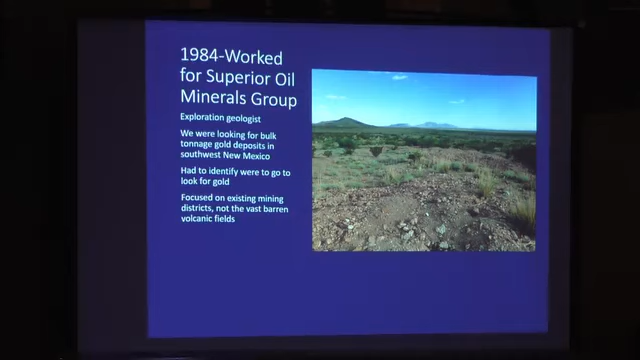 1984-Worked
for Superior Oil
Minerals Group
Exploration geologist
We were looking for bulk
tonnage gold deposits in
southwest New Mexico
Had to identify were to go to
look for gold
Focused on existing mining
districts, not the vast barren
volcanic fields